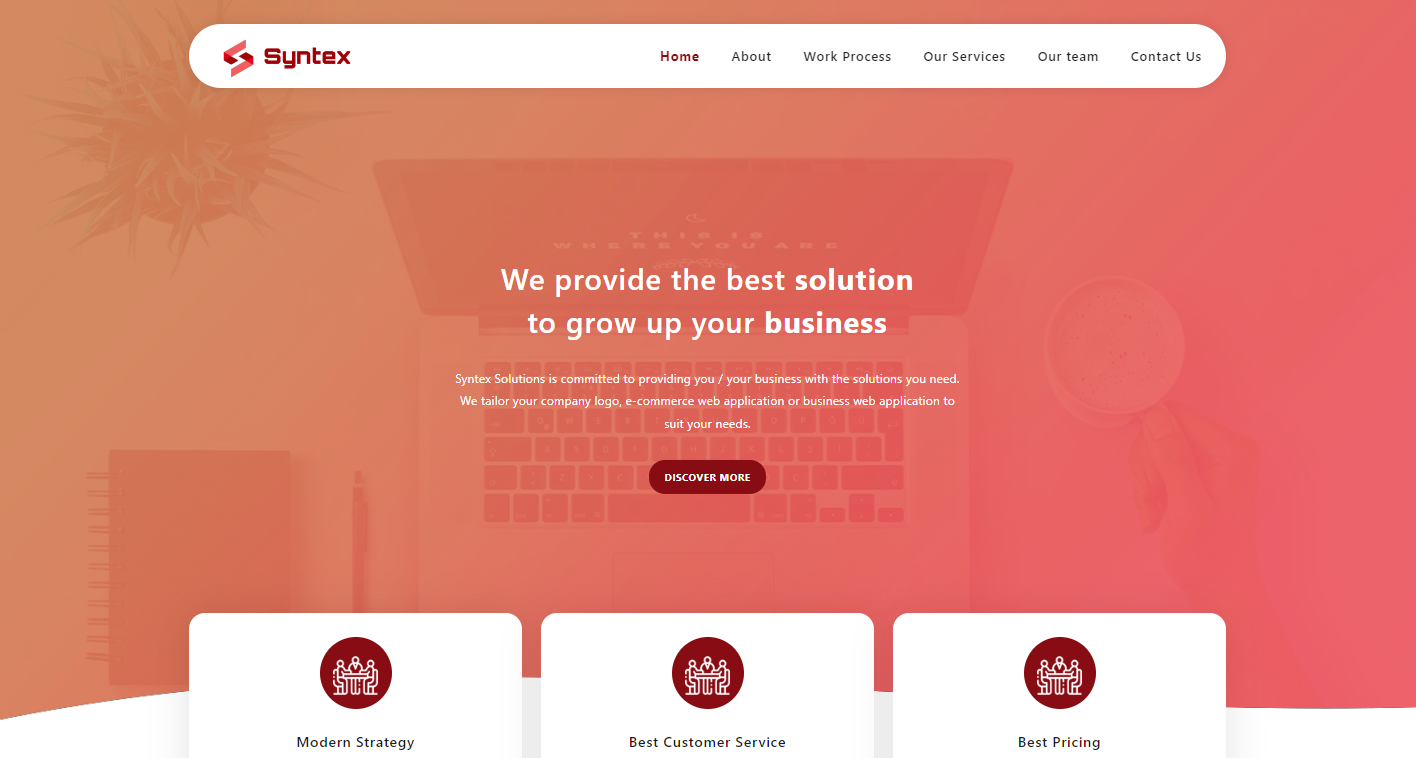 Syntex
Home About Work Process Our Services Our team Contact Us
THIS IS
WHERE YOU ARE
We provide the best solution
to grow up your business
Syntex Solutions is committed to providing you / your business with the solutions you need.
We tailor your company logo, e-commerce web application or business web application to
suit your needs.
DISCOVER MORE
Modern Strategy Best Customer Service Best Pricing